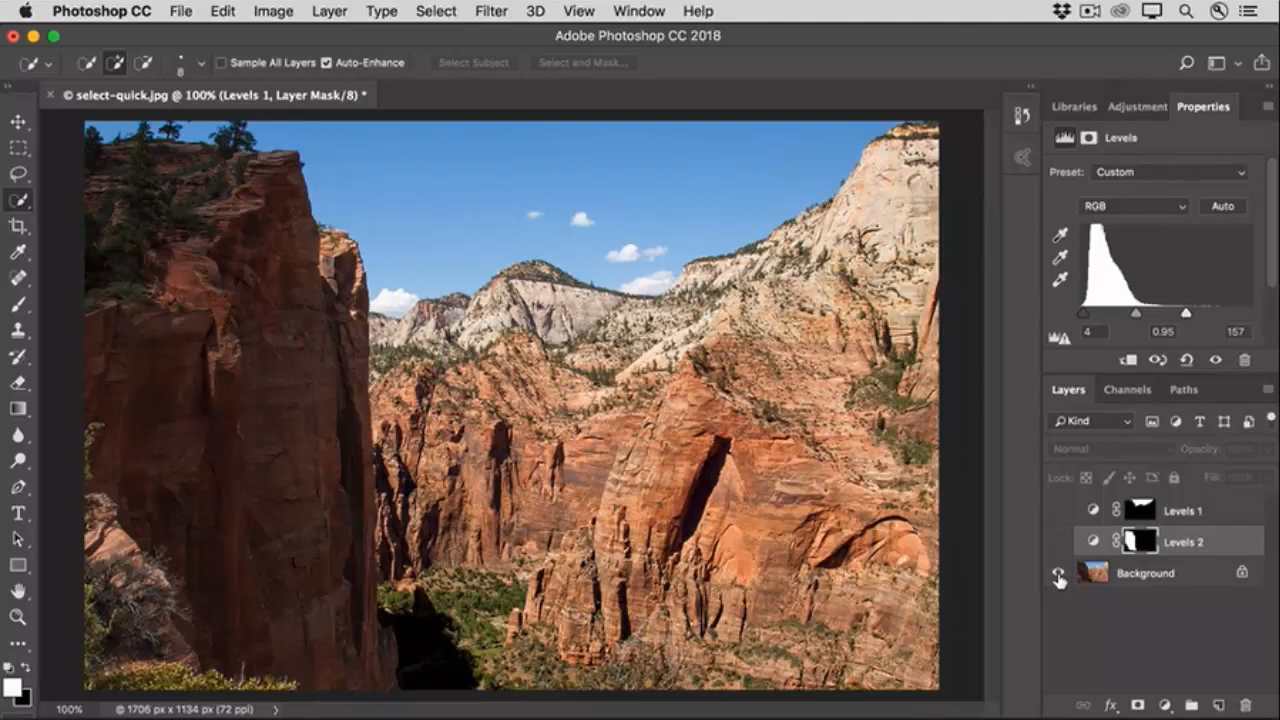 Photoshop CC File Edit Image Layer Type Select Filter 3D View Window Help
Adobe Photoshop CC 2018
8 Sample All Layers Auto-Enhance Select Subject Select and Mask...
× © select-quick.jpg @ 100% (Levels 1, Layer Mask/8) *
Libraries Adjustment Properties
Levels
Preset: Custom
RGB Auto
4 0.95 157
Layers Channels Paths
Kind
Normal Opacity:
Lock: Fill:
Levels 1
Levels 2
Background
100% © 1706 px x 1134 px (72 ppi)